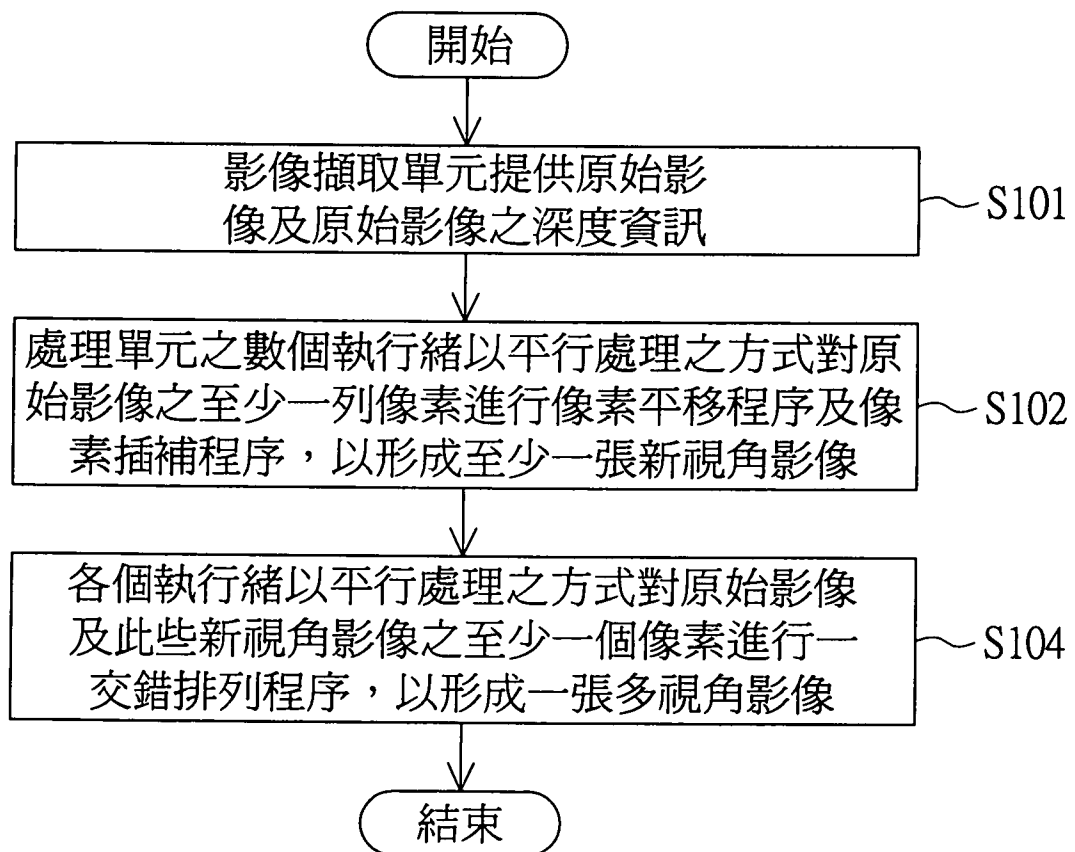 開始
影像擷取單元提供原始影
像及原始影像之深度資訊
S101
處理單元之數個執行緒以平行處理之方式對原
始影像之至少一列像素進行像素平移程序及像
素插補程序，以形成至少一張新視角影像
S102
各個執行緒以平行處理之方式對原始影像
及此些新視角影像之至少一個像素進行一
交錯排列程序，以形成一張多視角影像
S104
結束